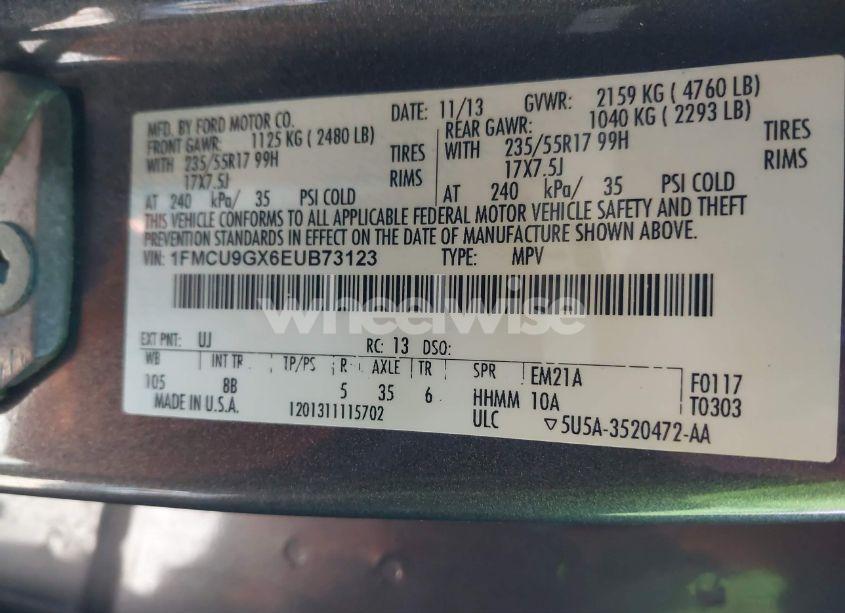 MFD. BY FORD MOTOR CO. DATE: 11/13 GVWR: 2159 KG ( 4760 LB)
FRONT GAWR: 1125 KG ( 2480 LB) REAR GAWR: 1040 KG ( 2293 LB)
WITH 235/55R17 99H TIRES WITH 235/55R17 99H TIRES
17X7.5J RIMS 17X7.5J RIMS
AT 240 kPa/ 35 PSI COLD AT 240 kPa/ 35 PSI COLD
THIS VEHICLE CONFORMS TO ALL APPLICABLE FEDERAL MOTOR VEHICLE SAFETY AND THEFT
PREVENTION STANDARDS IN EFFECT ON THE DATE OF MANUFACTURE SHOWN ABOVE.
VIN: 1FMCU9GX6EUB73123 TYPE: MPV
wheelwise
EXT PNT: UJ RC: 13 DSO:
WB INT TR TP/PS R AXLE TR SPR EM21A F0117
105 8B 5 35 6 HHMM 10A T0303
MADE IN U.S.A. 1201311115702 ULC ▽5U5A-3520472-AA